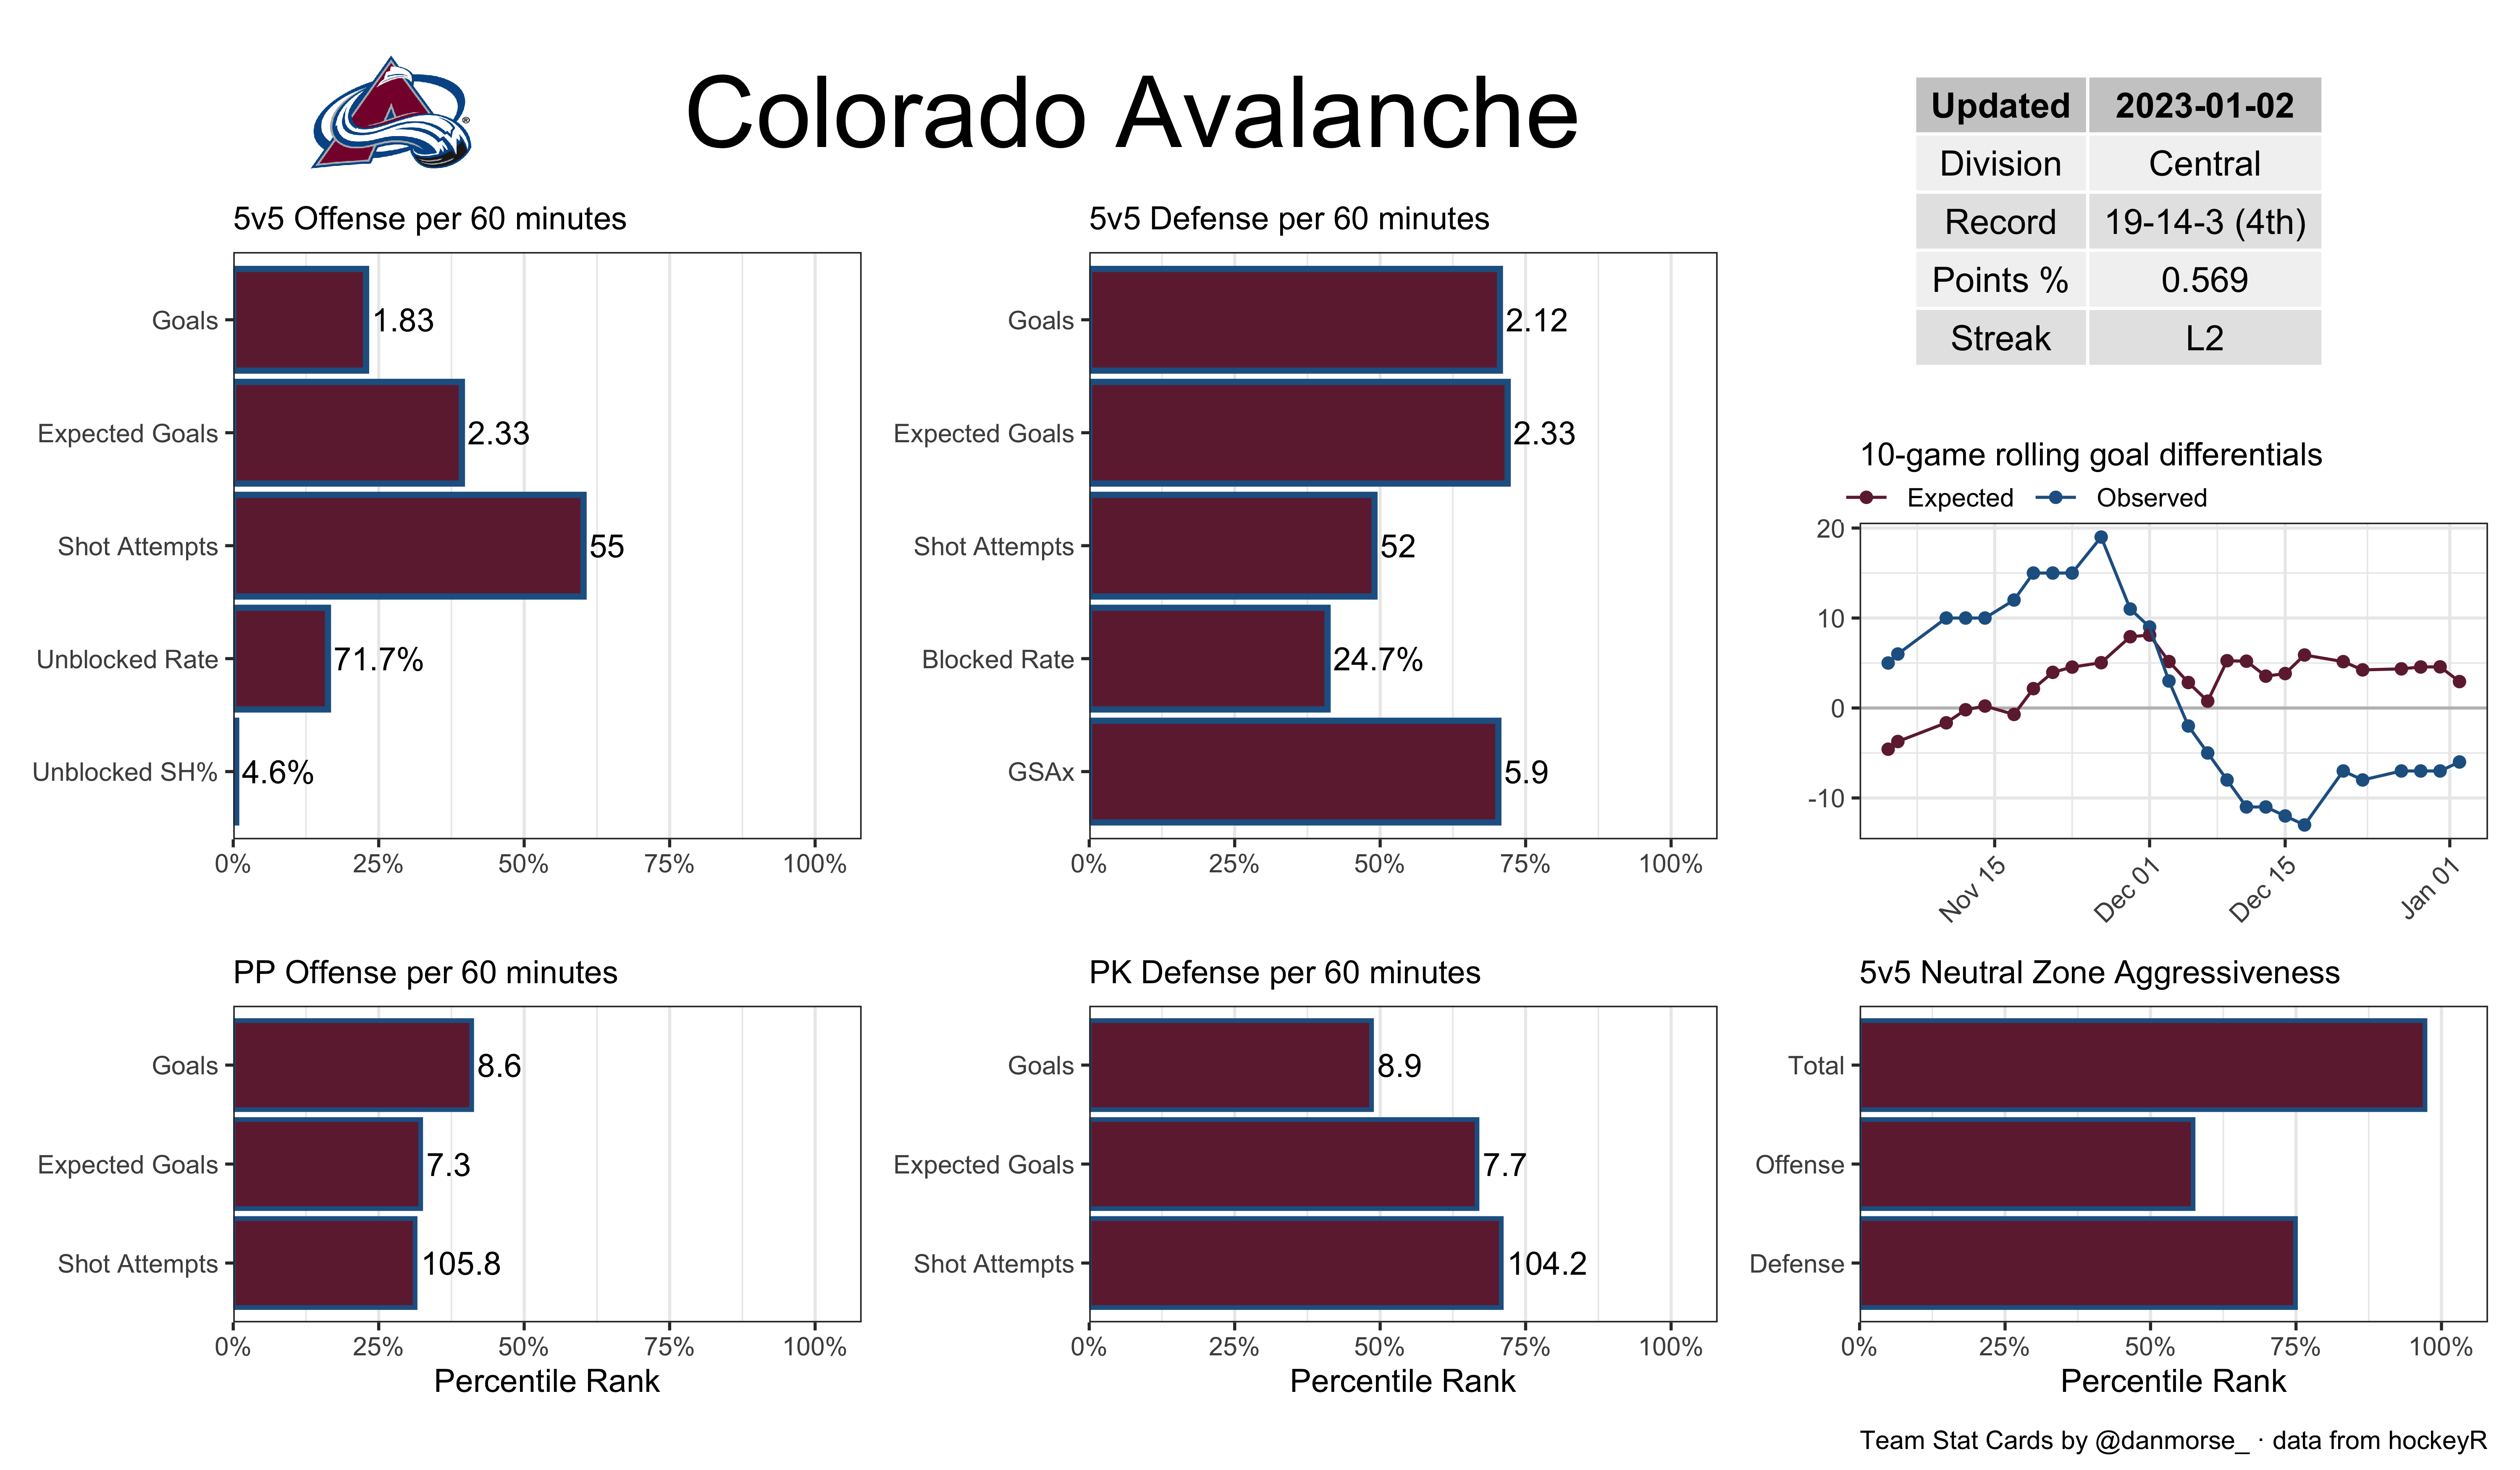 Colorado Avalanche
®
Updated 2023-01-02
Division Central
Record 19-14-3 (4th)
Points % 0.569
Streak L2
5v5 Offense per 60 minutes
Goals 1.83
Expected Goals 2.33
Shot Attempts 55
Unblocked Rate 71.7%
Unblocked SH% 4.6%
0% 25% 50% 75% 100%
5v5 Defense per 60 minutes
Goals 2.12
Expected Goals 2.33
Shot Attempts 52
Blocked Rate 24.7%
GSAx 5.9
0% 25% 50% 75% 100%
10-game rolling goal differentials
Expected Observed
20
10
0
-10
Nov 15 Dec 01 Dec 15 Jan 01
PP Offense per 60 minutes
Goals 8.6
Expected Goals 7.3
Shot Attempts 105.8
0% 25% 50% 75% 100%
Percentile Rank
PK Defense per 60 minutes
Goals 8.9
Expected Goals 7.7
Shot Attempts 104.2
0% 25% 50% 75% 100%
Percentile Rank
5v5 Neutral Zone Aggressiveness
Total
Offense
Defense
0% 25% 50% 75% 100%
Percentile Rank
Team Stat Cards by @danmorse_ · data from hockeyR